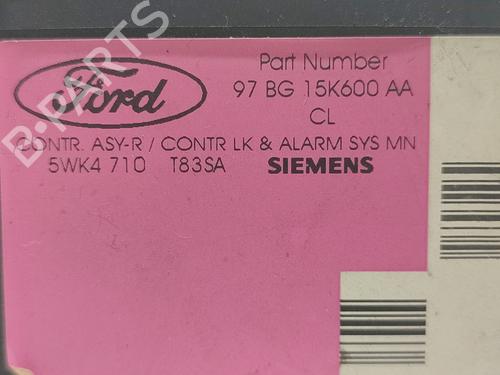 B-PARTS
Ford
Part Number
97 BG 15K600 AA
CL
CONTR. ASY-R / CONTR LK & ALARM SYS MN
5WK4 710 T83SA SIEMENS